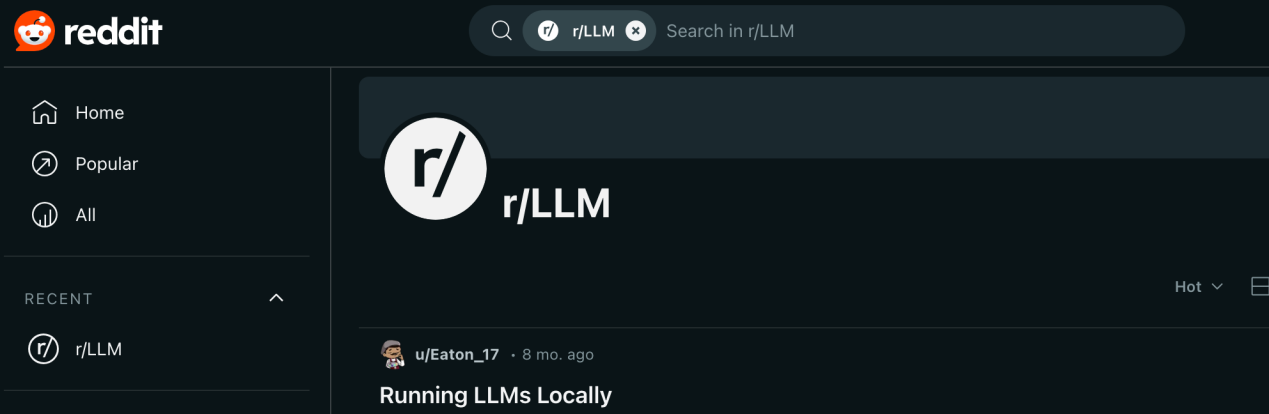 reddit
r/ r/LLM Search in r/LLM
Home
Popular
All
RECENT
r/ r/LLM
r/
r/LLM
Hot
u/Eaton_17 • 8 mo. ago
Running LLMs Locally